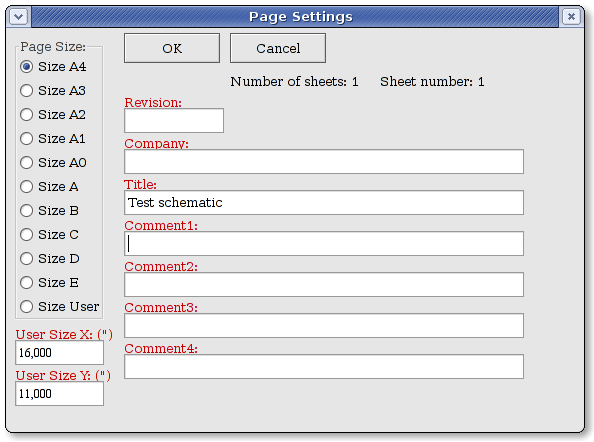 Page Settings
Page Size:
Size A4
Size A3
Size A2
Size A1
Size A0
Size A
Size B
Size C
Size D
Size E
Size User
User Size X: (")
16,000
User Size Y: (")
11,000
OK
Cancel
Number of sheets: 1 Sheet number: 1
Revision:
Company:
Title:
Test schematic
Comment1:
Comment2:
Comment3:
Comment4: